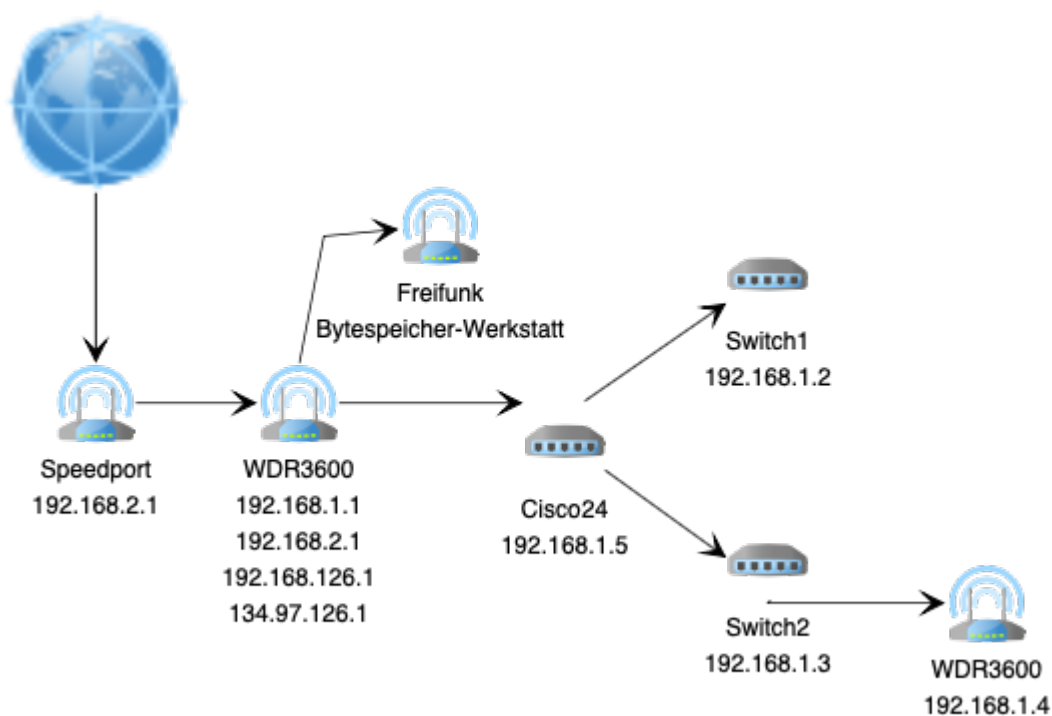 Freifunk
Bytespeicher-Werkstatt
Switch1
192.168.1.2
Speedport
192.168.2.1
WDR3600
192.168.1.1
192.168.2.1
192.168.126.1
134.97.126.1
Cisco24
192.168.1.5
Switch2
192.168.1.3
WDR3600
192.168.1.4